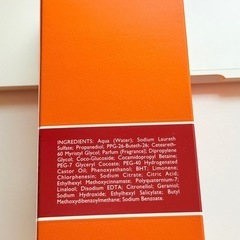 INGREDIENTS: Aqua (Water); Sodium Laureth
Sulfate; Propanediol; PPG-26-Buteth-26; Ceteareth-
60 Myristyl Glycol; Parfum (Fragrance); Dipropylene
Glycol; Coco-Glucoside; Cocamidopropyl Betaine;
PEG-7 Glyceryl Cocoate; PEG-40 Hydrogenated
Castor Oil; Phenoxyethanol; BHT; Limonene;
Chlorphenesin; Sodium Citrate; Citric Acid;
Ethylhexyl Methoxycinnamate; Polyquaternium-7;
Linalool; Disodium EDTA; Citronellol; Geraniol;
Sodium Hydroxide; Ethylhexyl Salicylate; Butyl
Methoxydibenzoylmethane; Sodium Benzoate.